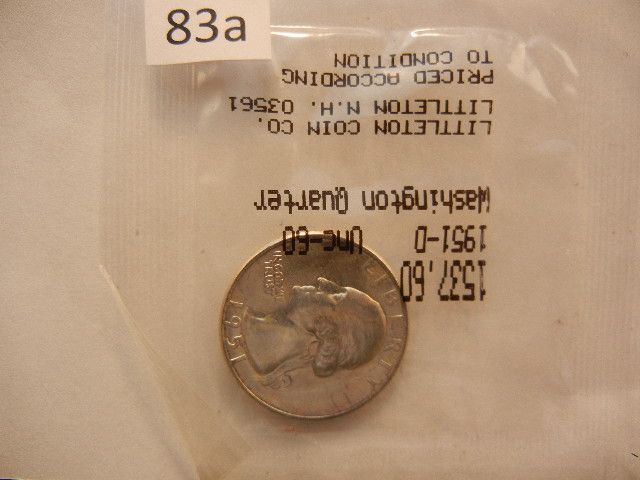 83a
LITTLETON COIN CO.
LITTLETON N.H. 03561
PRICED ACCORDING
TO CONDITION
1537.60
1951-D Unc-60
Washington Quarter
LIBERTY
IN GOD WE
TRUST
1951